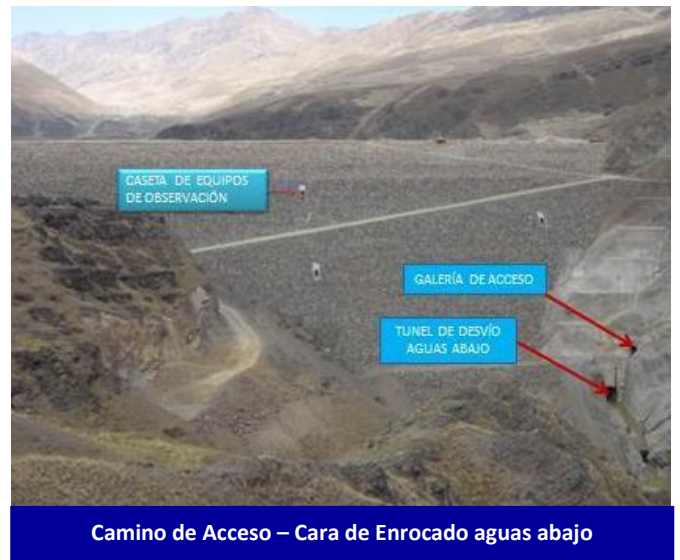 CASETA DE EQUIPOS
DE OBSERVACIÓN
GALERÍA DE ACCESO
TUNEL DE DESVÍO
AGUAS ABAJO
Camino de Acceso – Cara de Enrocado aguas abajo